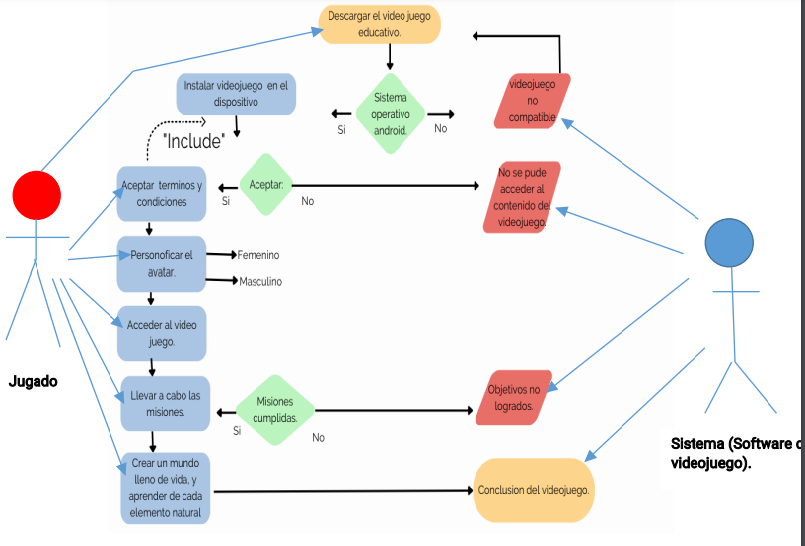 Descargar el video juego
educativo.
Instalar videojuego en el
dispositivo
Sistema
operativo
android.
Si
No
videojuego
no
compatible
"Include"
Aceptar terminos y
condiciones
Aceptar:
Si
No
No se pude
acceder al
contenido del
videojuego.
Personoficar el
avatar.
Femenino
Masculino
Acceder al video
juego.
Jugado
Llevar a cabo las
misiones.
Misiones
cumplidas.
Si
No
Objetivos no
logrados.
Sistema (Software
videojuego).
Crear un mundo
lleno de vida, y
aprender de cada
elemento natural
Conclusion del videojuego.